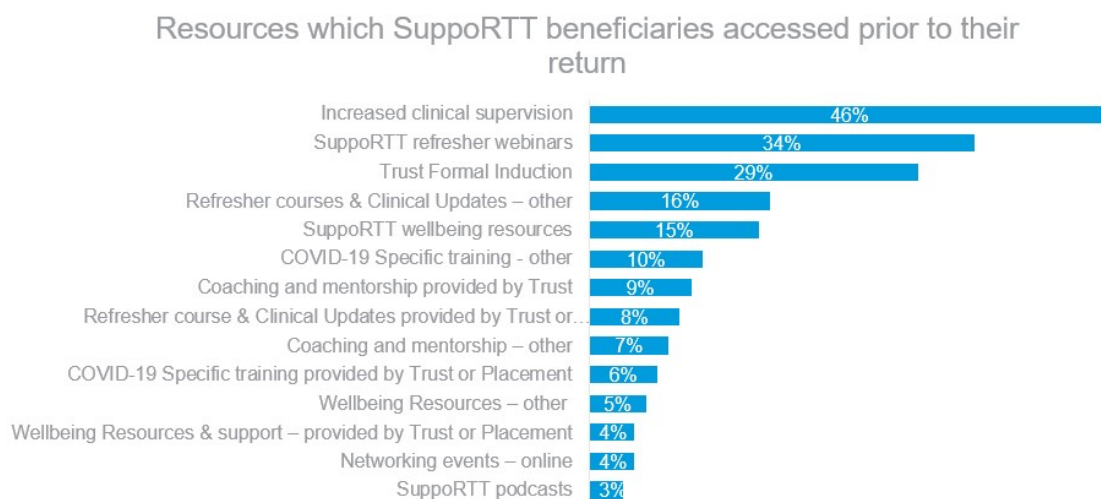 Resources which SuppoRTT beneficiaries accessed prior to their
return
Increased clinical supervision 46%
SuppoRTT refresher webinars 34%
Trust Formal Induction 29%
Refresher courses & Clinical Updates – other 16%
SuppoRTT wellbeing resources 15%
COVID-19 Specific training - other 10%
Coaching and mentorship provided by Trust 9%
Refresher course & Clinical Updates provided by Trust or… 8%
Coaching and mentorship – other 7%
COVID-19 Specific training provided by Trust or Placement 6%
Wellbeing Resources – other 5%
Wellbeing Resources & support – provided by Trust or Placement 4%
Networking events – online 4%
SuppoRTT podcasts 3%